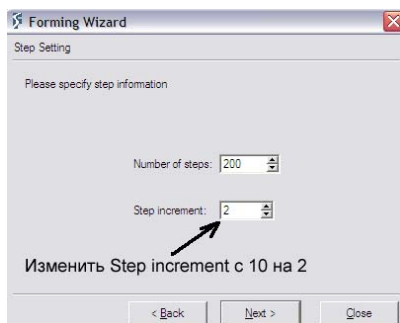 Forming Wizard
Step Setting
Please specify step information
Number of steps: 200
Step increment: 2
Изменить Step increment с 10 на 2
< Back Next > Close